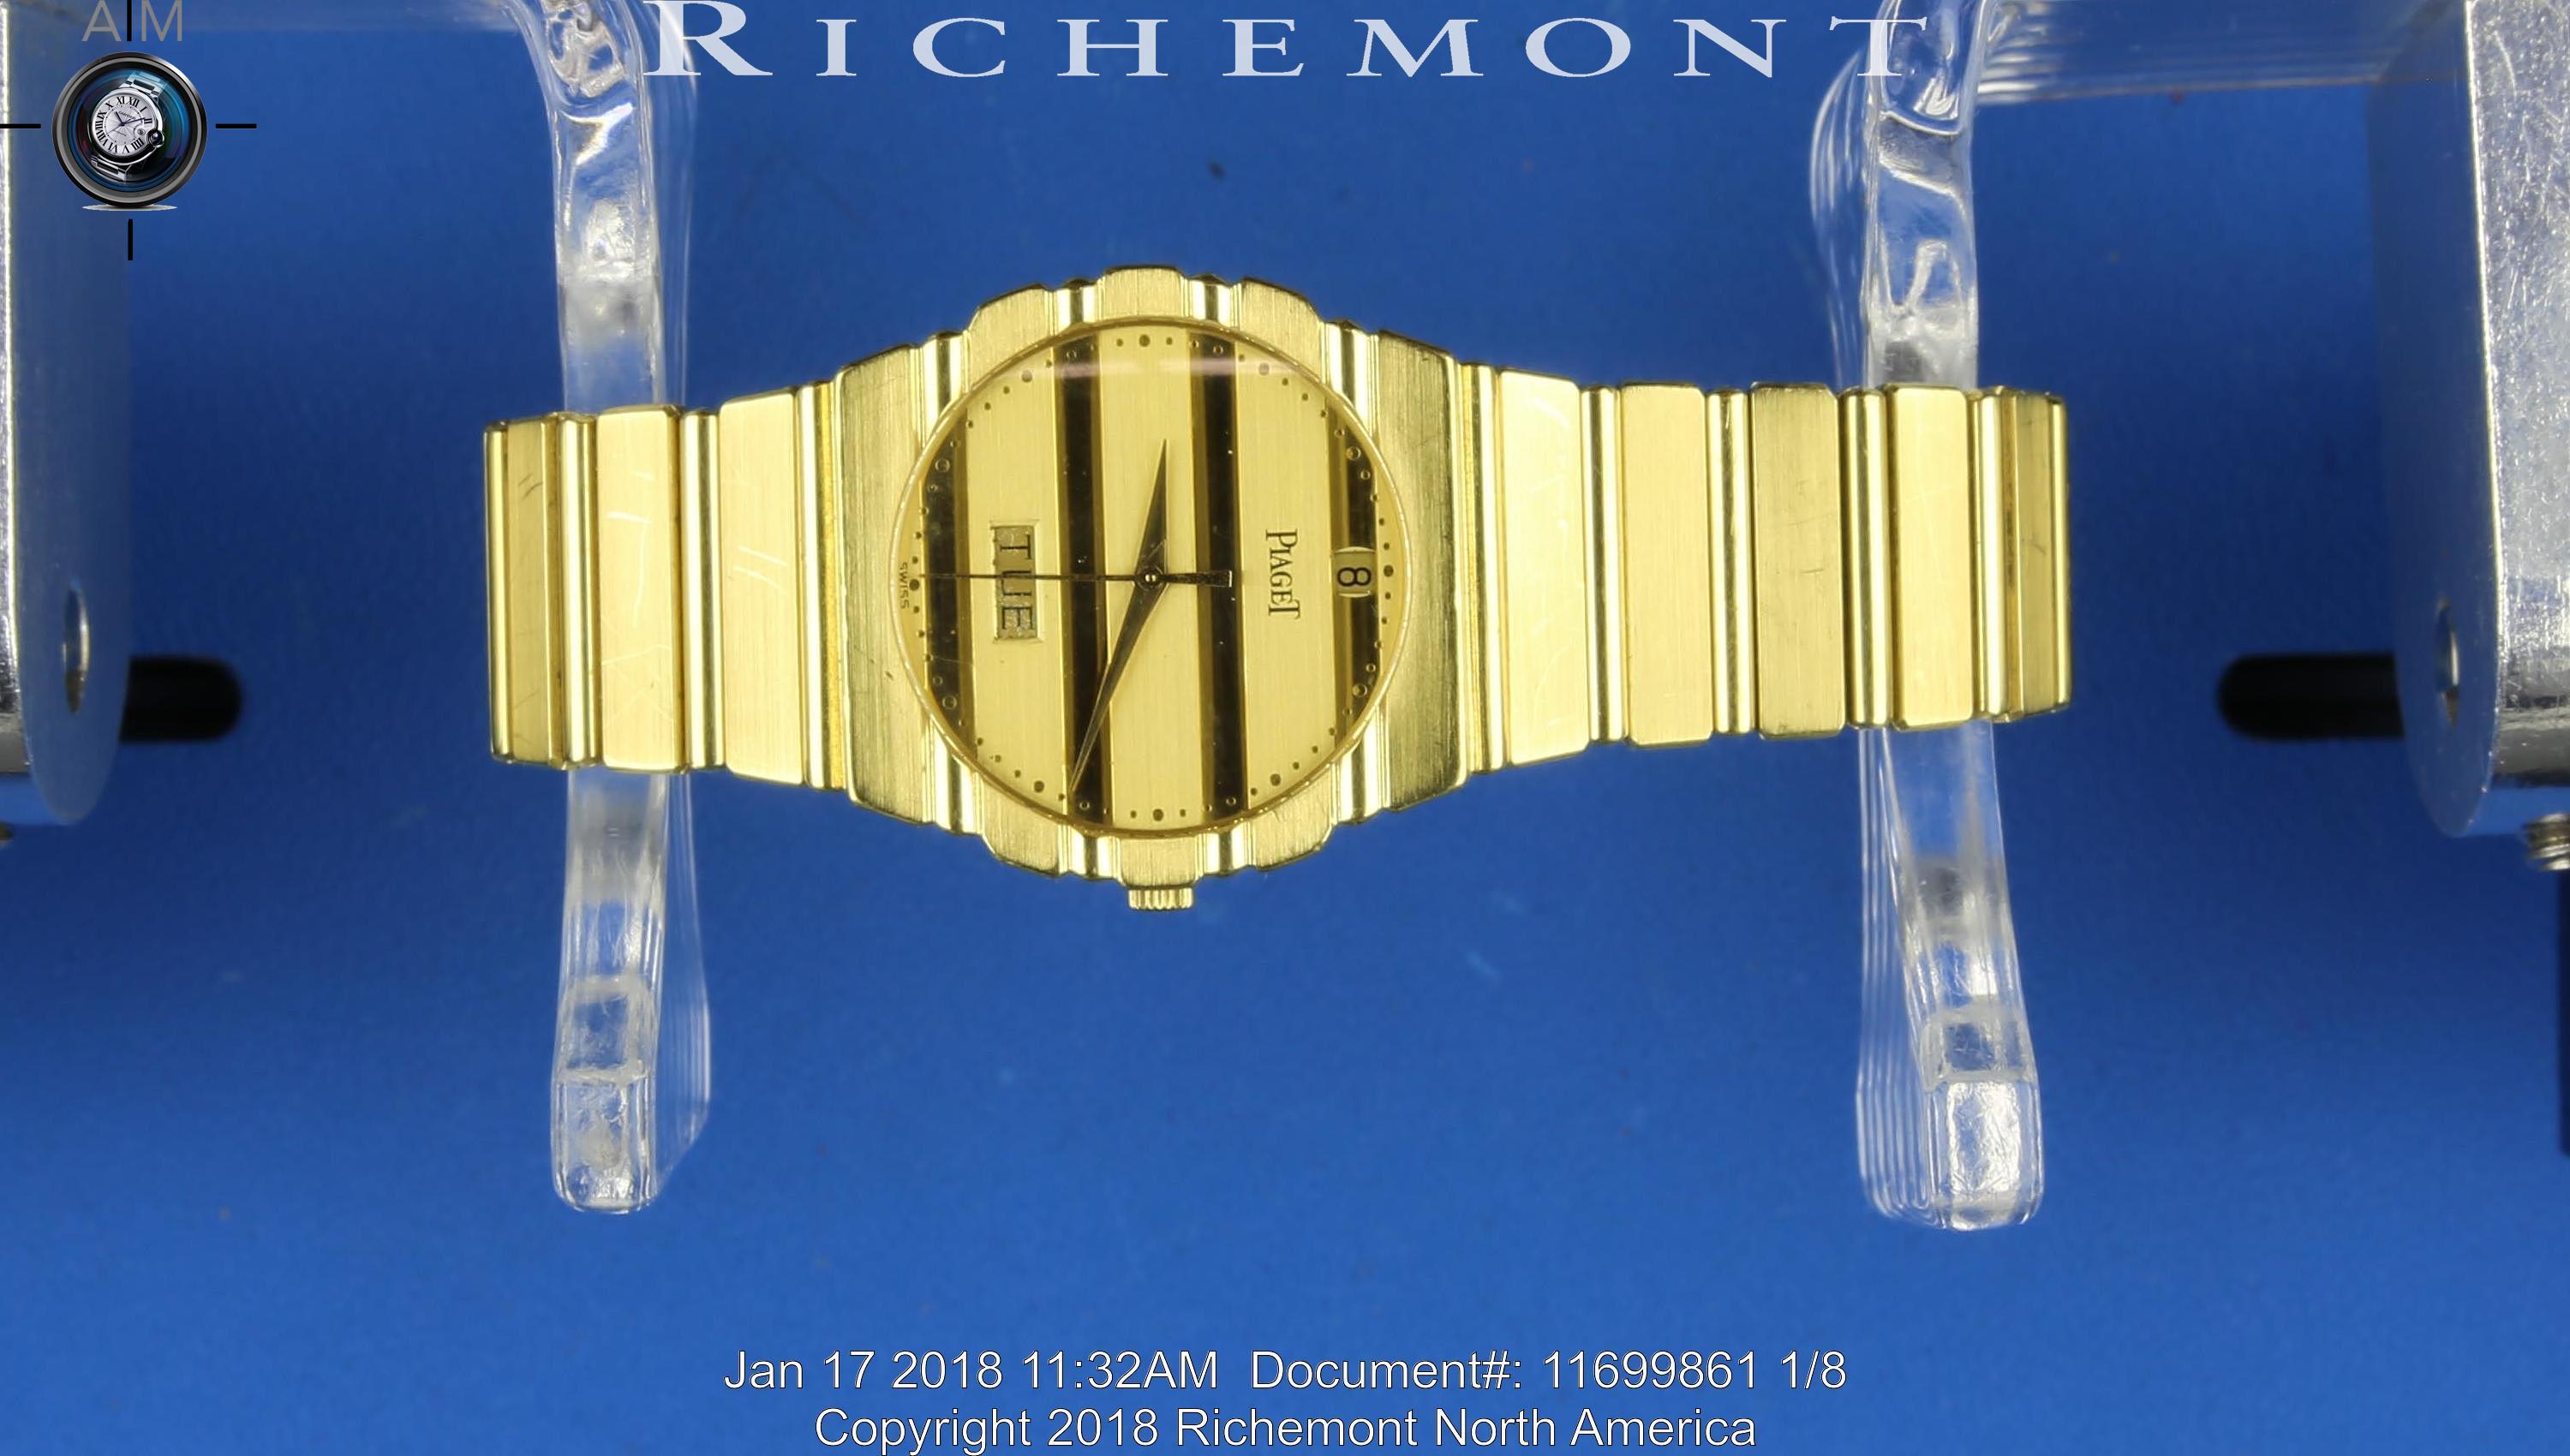 AM
RICHEMONT
PIAGET
8
TUE
SWISS
Jan 17 2018 11:32AM Document#: 11699861 1/8
Copyright 2018 Richemont North America